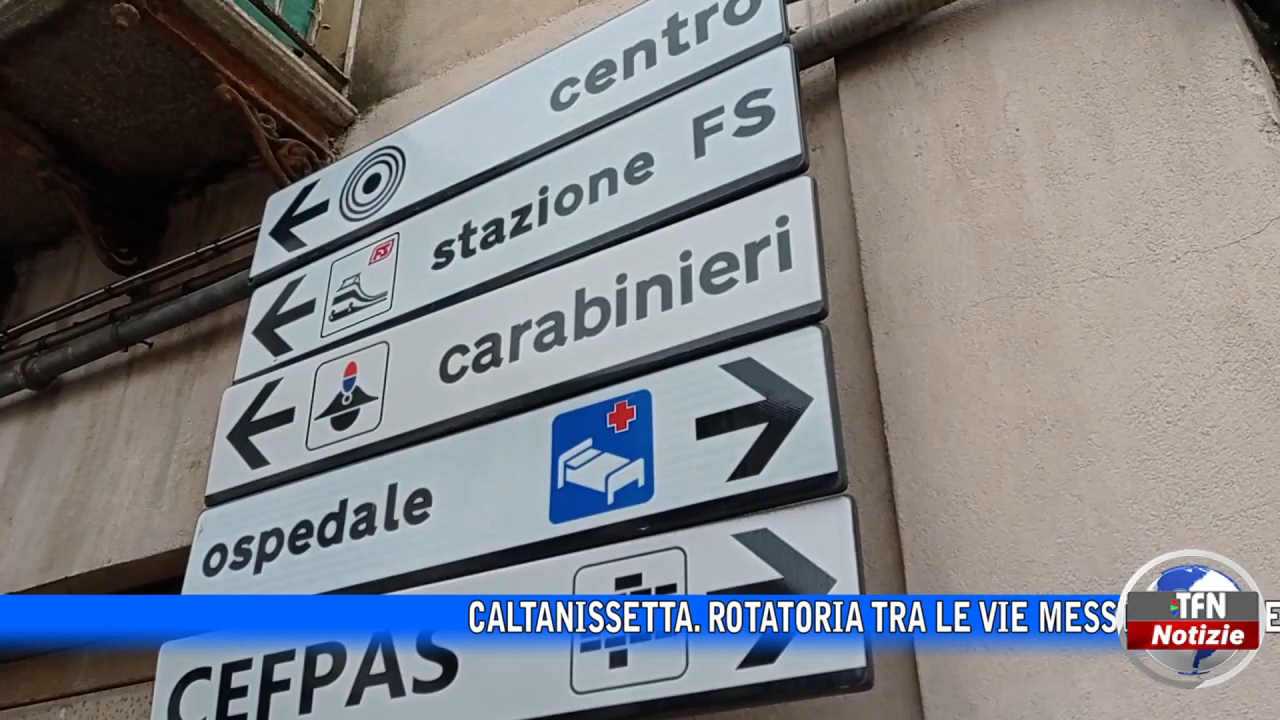 centro
stazione FS
FS
carabinieri
ospedale
CEFPAS
CALTANISSETTA. ROTATORIA TRA LE VIE
TFN
Notizie